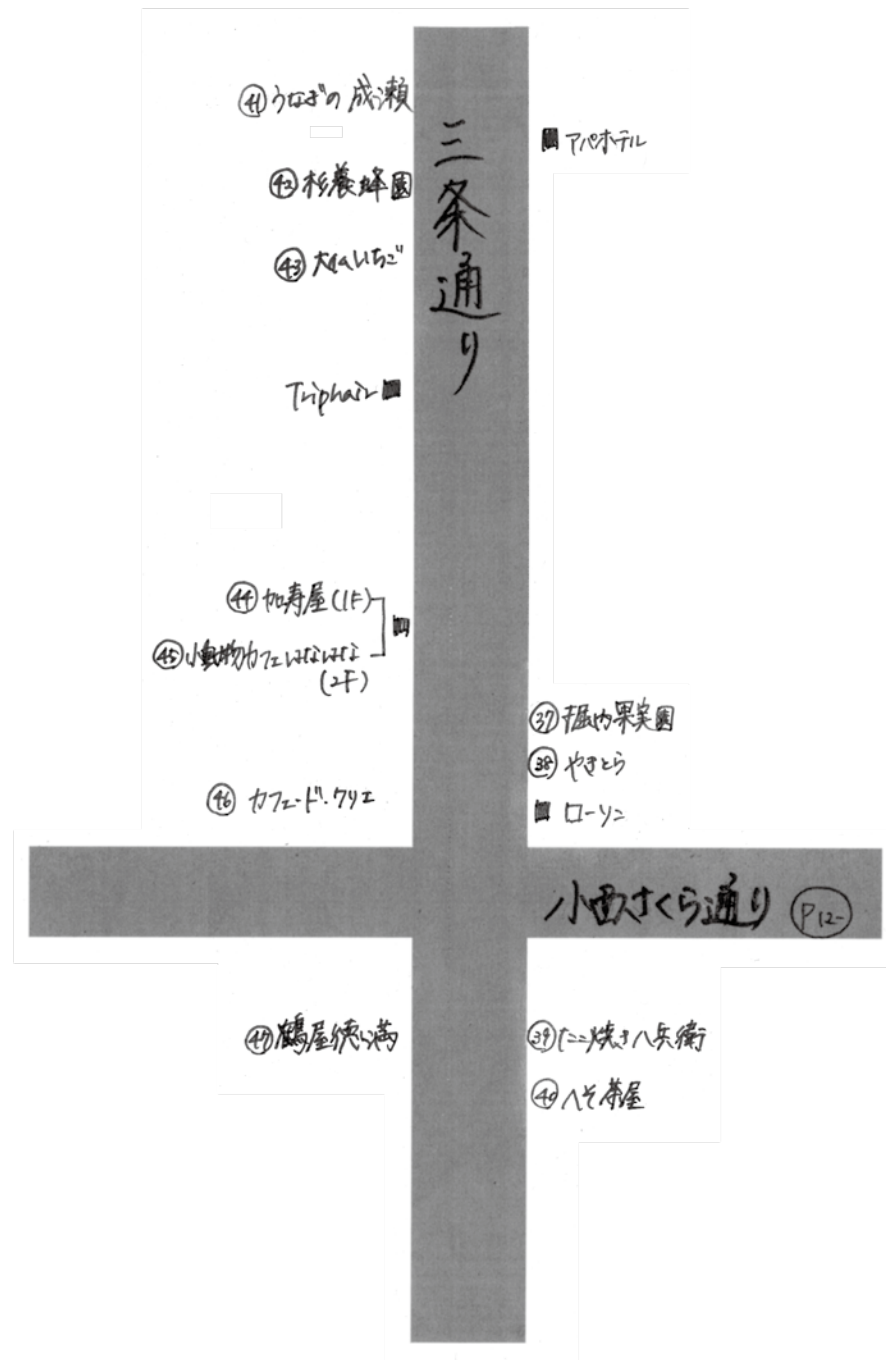 ㊶うなぎの成瀬
㊷杉養蜂園
㊸大仏いちご
Triphair
㊹加寿屋(1F)
㊺小動物カフェはなはな
(2F)
㊻カフェ・ド・クリエ
㊼鶴屋徳満
三条通り
アパホテル
㊲堀内果実園
㊳やきとら
ローソン
小西さくら通り P12-
㊴たこ焼き八兵衛
㊵へそ茶屋